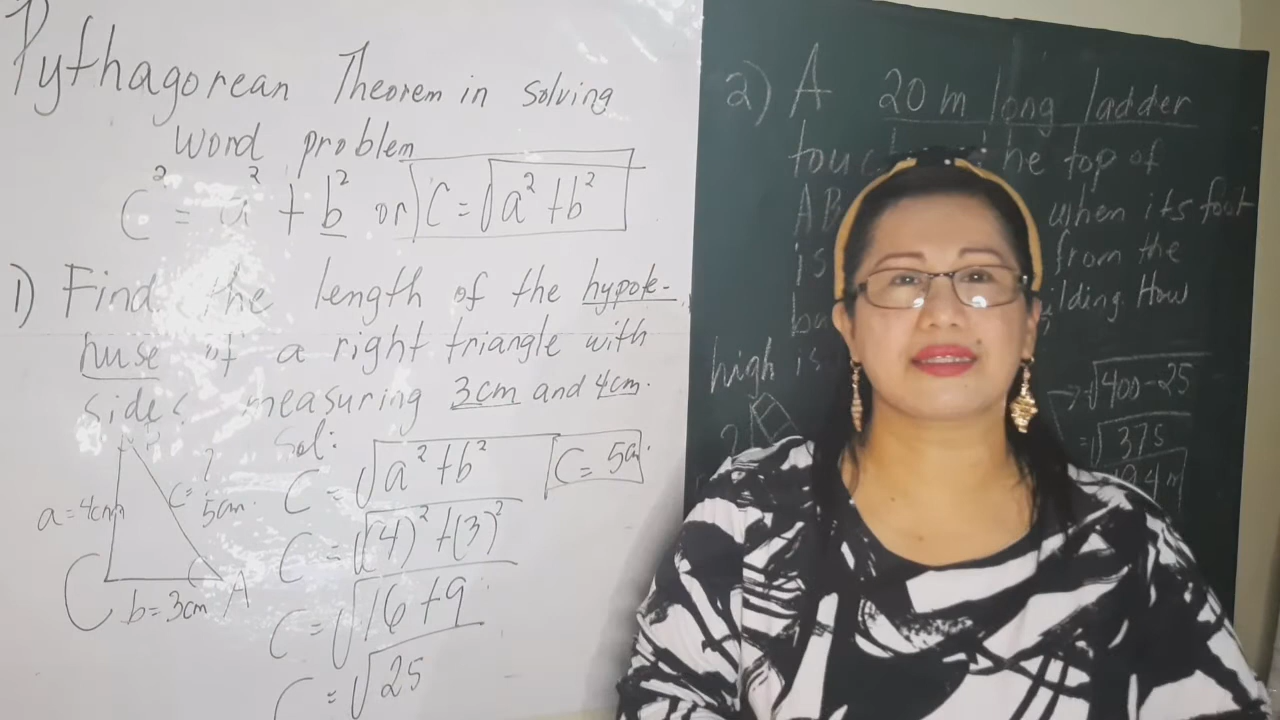 Pythagorean Theorem in solving
word problem
c² = a² + b² or C = √a² + b²
1) Find the length of the hypote-
nuse of a right triangle with
sides measuring 3cm and 4cm.
Sol:
C = √a² + b²
C = 5cm.
a = 4cm
c = ?
5cm.
C = √(4)² + (3)²
C
A
b = 3cm
C = √16 + 9
C = √25
2) A 20 m long ladder
the top of
AB when its foot
is from the
building. How
high is
→ √400 - 25
= √375